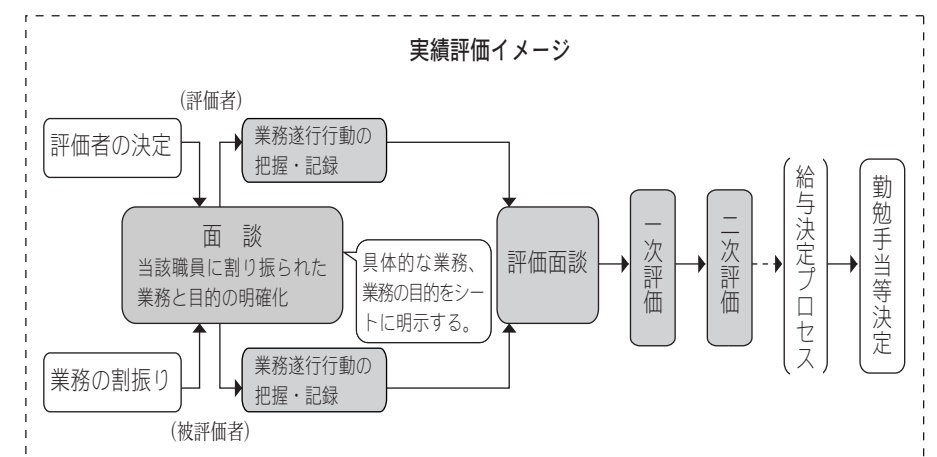 実績評価イメージ
(評価者)
評価者の決定
業務遂行行動の
把握・記録
面 談
当該職員に割り振られた
業務と目的の明確化
具体的な業務、
業務の目的をシー
トに明示する。
業務の割振り
業務遂行行動の
把握・記録
(被評価者)
評価面談
一次評価
二次評価
(給与決定プロセス)
勤勉手当等決定